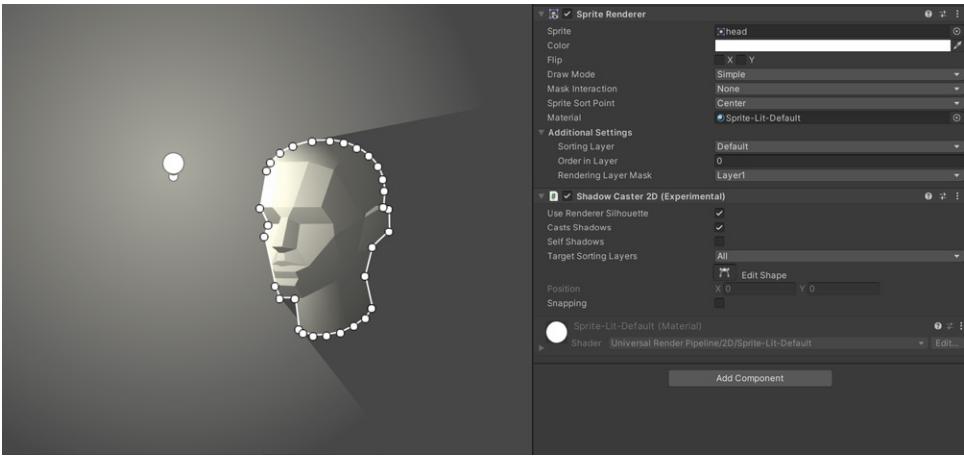 Sprite Renderer
Sprite head
Color
Flip X Y
Draw Mode Simple
Mask Interaction None
Sprite Sort Point Center
Material Sprite-Lit-Default
Additional Settings
Sorting Layer Default
Order in Layer 0
Rendering Layer Mask Layer1
# Shadow Caster 2D (Experimental)
Use Renderer Silhouette
Casts Shadows
Self Shadows
Target Sorting Layers All
Edit Shape
Position X 0 Y 0
Snapping
Sprite-Lit-Default (Material)
Shader Universal Render Pipeline/2D/Sprite-Lit-Default Edit...
Add Component